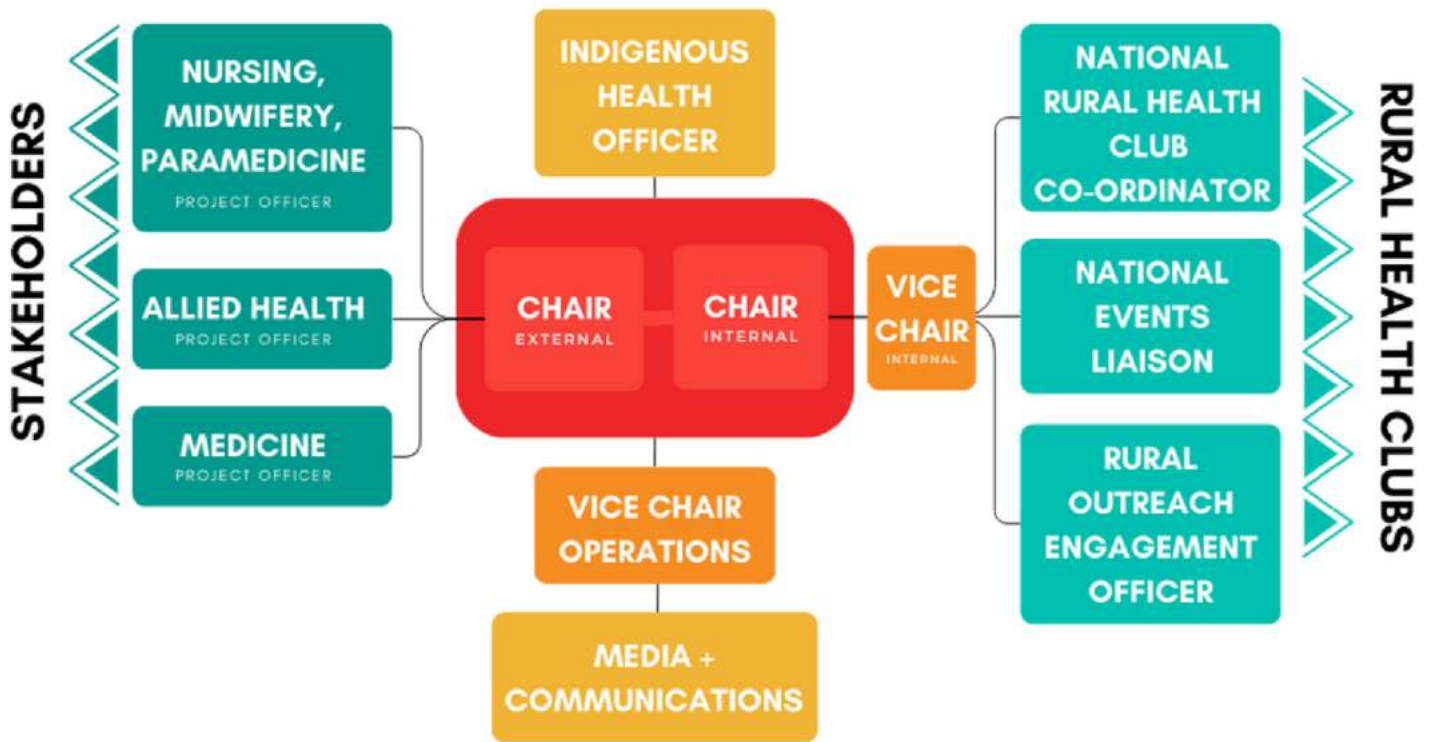 STAKEHOLDERS
NURSING,
MIDWIFERY,
PARAMEDICINE
PROJECT OFFICER
ALLIED HEALTH
PROJECT OFFICER
MEDICINE
PROJECT OFFICER
INDIGENOUS
HEALTH
OFFICER
CHAIR
EXTERNAL
CHAIR
INTERNAL
VICE CHAIR
OPERATIONS
MEDIA +
COMMUNICATIONS
VICE
CHAIR
INTERNAL
NATIONAL
RURAL HEALTH
CLUB
CO-ORDINATOR
NATIONAL
EVENTS
LIAISON
RURAL
OUTREACH
ENGAGEMENT
OFFICER
RURAL HEALTH CLUBS